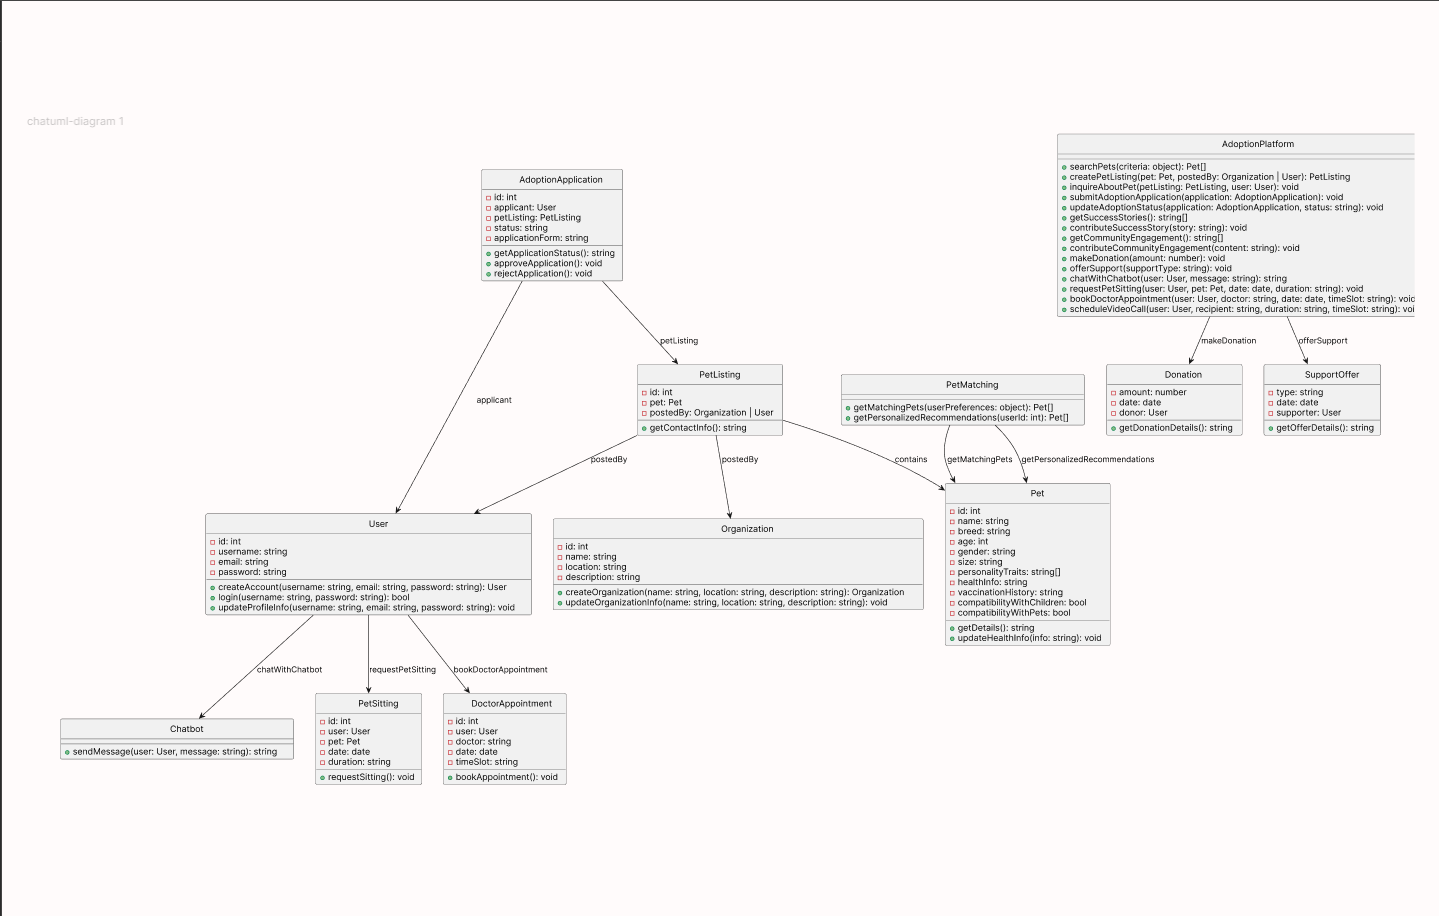 chatuml-diagram 1
AdoptionPlatform
searchPets(criteria: object): Pet[]
createPetListing(pet: Pet, postedBy: Organization | User): PetListing
inquireAboutPet(petListing: PetListing, user: User): void
submitAdoptionApplication(application: AdoptionApplication): void
updateAdoptionStatus(application: AdoptionApplication, status: string): void
getSuccessStories(): string[]
contributeSuccessStory(story: string): void
getCommunityEngagement(): string[]
contributeCommunityEngagement(content: string): void
makeDonation(amount: number): void
offerSupport(supportType: string): void
chatWithChatbot(user: User, message: string): string
requestPetSitting(user: User, pet: Pet, date: date, duration: string): void
bookDoctorAppointment(user: User, doctor: string, date: date, timeSlot: string): void
scheduleVideoCall(user: User, recipient: string, duration: string, timeSlot: string): voi
AdoptionApplication
id: int
applicant: User
petListing: PetListing
status: string
applicationForm: string
getApplicationStatus(): string
approveApplication(): void
rejectApplication(): void
petListing
makeDonation
offerSupport
applicant
PetListing
id: int
pet: Pet
postedBy: Organization | User
getContactInfo(): string
PetMatching
getMatchingPets(userPreferences: object): Pet[]
getPersonalizedRecommendations(userId: int): Pet[]
Donation
amount: number
date: date
donor: User
getDonationDetails(): string
SupportOffer
type: string
date: date
supporter: User
getOfferDetails(): string
postedBy
postedBy
contains
getMatchingPets
getPersonalizedRecommendations
User
id: int
username: string
email: string
password: string
createAccount(username: string, email: string, password: string): User
login(username: string, password: string): bool
updateProfileInfo(username: string, email: string, password: string): void
Organization
id: int
name: string
location: string
description: string
createOrganization(name: string, location: string, description: string): Organization
updateOrganizationInfo(name: string, location: string, description: string): void
Pet
id: int
name: string
breed: string
age: int
gender: string
size: string
personalityTraits: string[]
healthInfo: string
vaccinationHistory: string
compatibilityWithChildren: bool
compatibilityWithPets: bool
getDetails(): string
updateHealthInfo(info: string): void
chatWithChatbot
requestPetSitting
bookDoctorAppointment
Chatbot
sendMessage(user: User, message: string): string
PetSitting
id: int
user: User
pet: Pet
date: date
duration: string
requestSitting(): void
DoctorAppointment
id: int
user: User
doctor: string
date: date
timeSlot: string
bookAppointment(): void